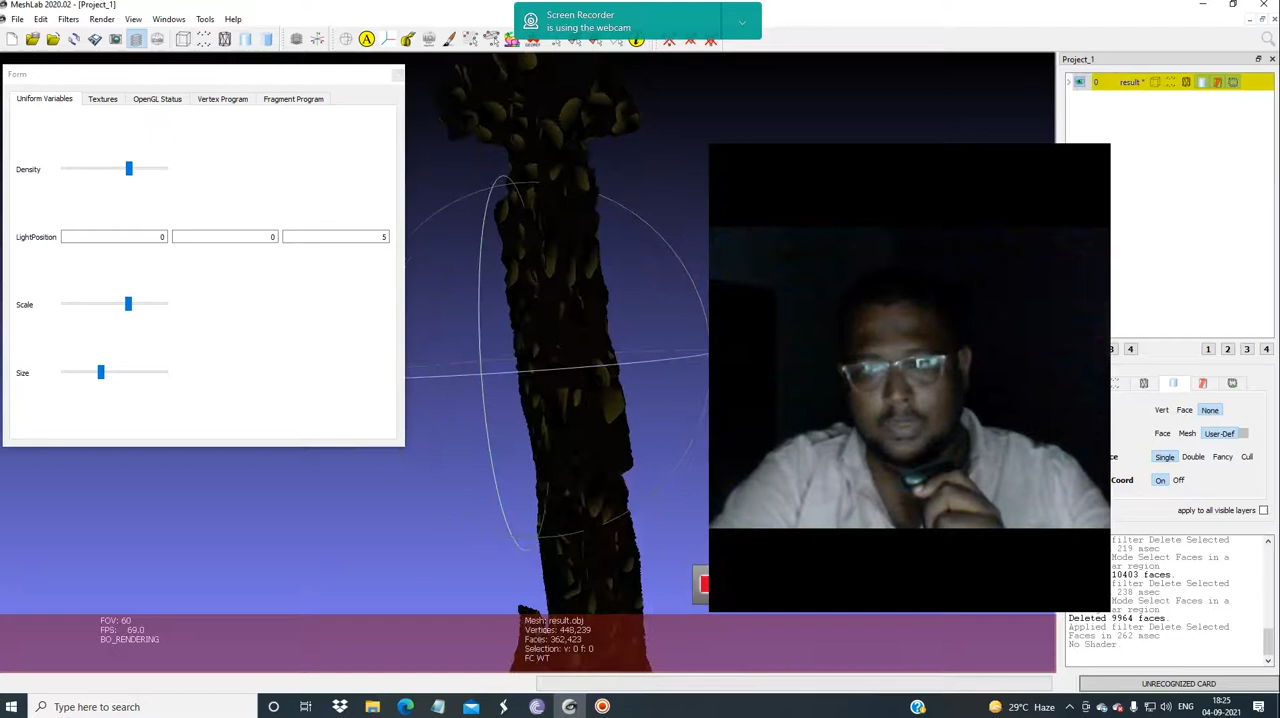 MeshLab 2020.02 - [Project_1]
File Edit Filters Render View Windows Tools Help
Screen Recorder
is using the webcam
Form
Uniform Variables Textures OpenGL Status Vertex Program Fragment Program
Density
LightPosition 0 0 5
Scale
Size
Project_1
0 result *
3 4 1 2 3 4
Vert Face None
Face Mesh User-Def
ce Single Double Fancy Cull
Coord On Off
apply to all visible layers
filter Delete Selected
219 msec
Mode Select Faces in a
ar region
10403 faces.
filter Delete Selected
238 msec
Mode Select Faces in a
ar region
Deleted 9964 faces.
Applied filter Delete Selected
Faces in 262 msec
No Shader.
FOV: 60
FPS: 69.0
BO_RENDERING
Mesh: result.obj
Vertices: 448,239
Faces: 362,423
Selection: v: 0 f: 0
FC WT
UNRECOGNIZED CARD
Type here to search
29°C Haze
ENG
18:25
04-09-2021